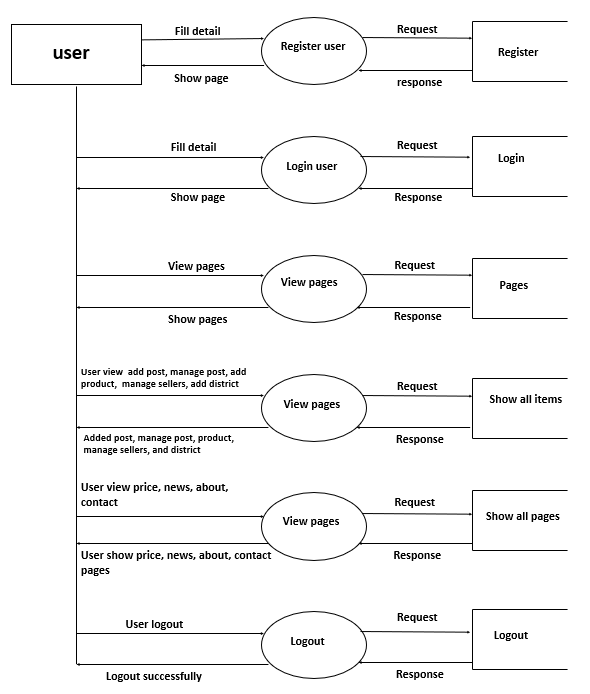 Fill detail
Request
user
Register user
Register
Show page
response
Fill detail
Request
Login user
Login
Show page
Response
View pages
Request
View pages
Pages
Show pages
Response
User view  add post, manage post, add
product,  manage sellers, add district
Request
View pages
Show all items
Added post, manage post, product,
manage sellers, and district
Response
User view price, news, about,
contact
Request
View pages
Show all pages
User show price, news, about, contact
pages
Response
User logout
Request
Logout
Logout
Logout successfully
Response